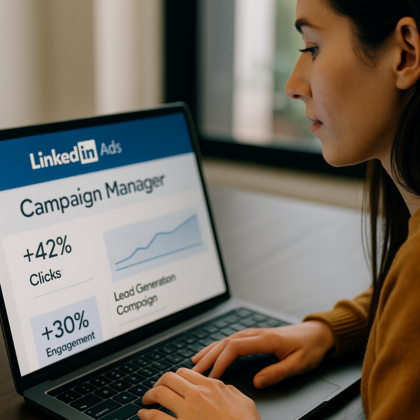 Linkedin Ads
Campaign Manager
+42%
Clicks
Lead Generation
Campaign
+30%
Engagement